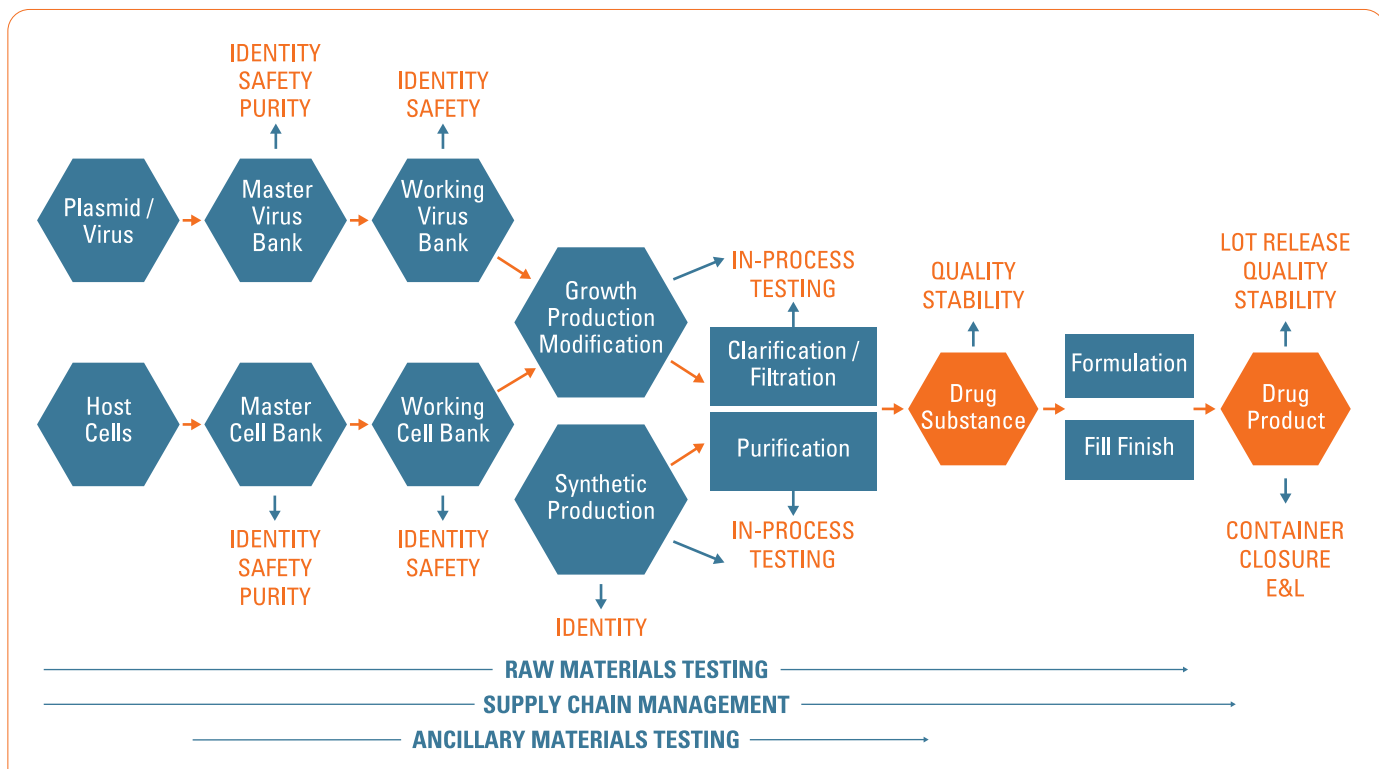 IDENTITY
SAFETY
PURITY
IDENTITY
SAFETY
Plasmid /
Virus
Master
Virus
Bank
Working
Virus
Bank
Growth
Production
Modification
IN-PROCESS
TESTING
QUALITY
STABILITY
LOT RELEASE
QUALITY
STABILITY
Host
Cells
Master
Cell Bank
Working
Cell Bank
Clarification /
Filtration
Purification
Drug
Substance
Formulation
Fill Finish
Drug
Product
Synthetic
Production
IDENTITY
SAFETY
PURITY
IDENTITY
SAFETY
IN-PROCESS
TESTING
CONTAINER
CLOSURE
E&L
IDENTITY
RAW MATERIALS TESTING
SUPPLY CHAIN MANAGEMENT
ANCILLARY MATERIALS TESTING